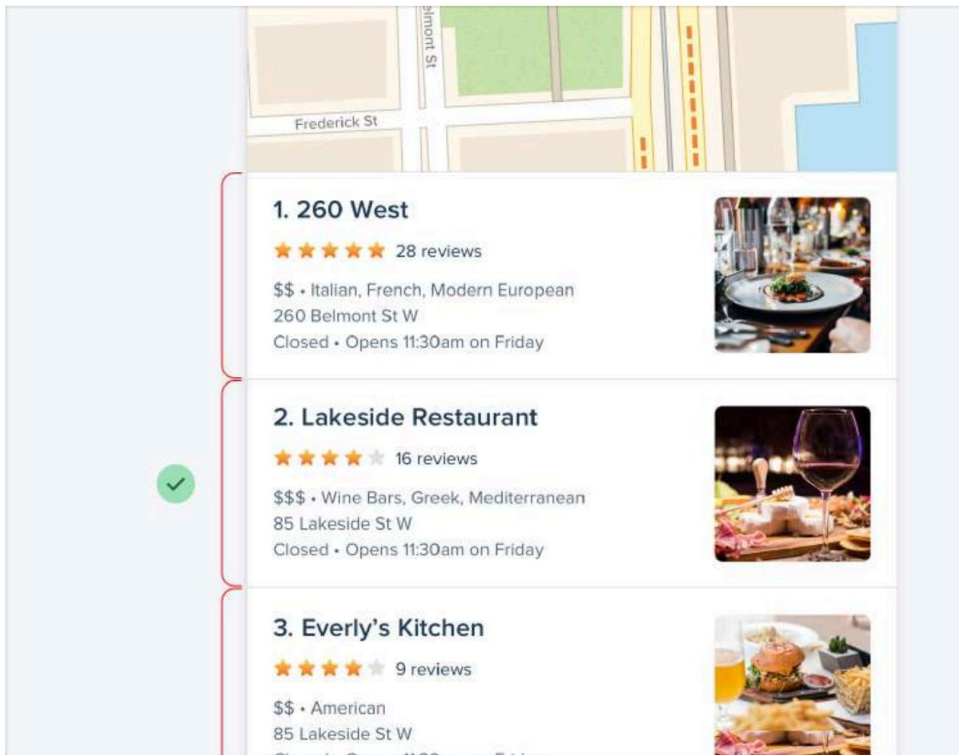 elmont St
Frederick St
1. 260 West
28 reviews
$$ • Italian, French, Modern European
260 Belmont St W
Closed • Opens 11:30am on Friday
2. Lakeside Restaurant
16 reviews
$$$ • Wine Bars, Greek, Mediterranean
85 Lakeside St W
Closed • Opens 11:30am on Friday
3. Everly’s Kitchen
9 reviews
$$ • American
85 Lakeside St W